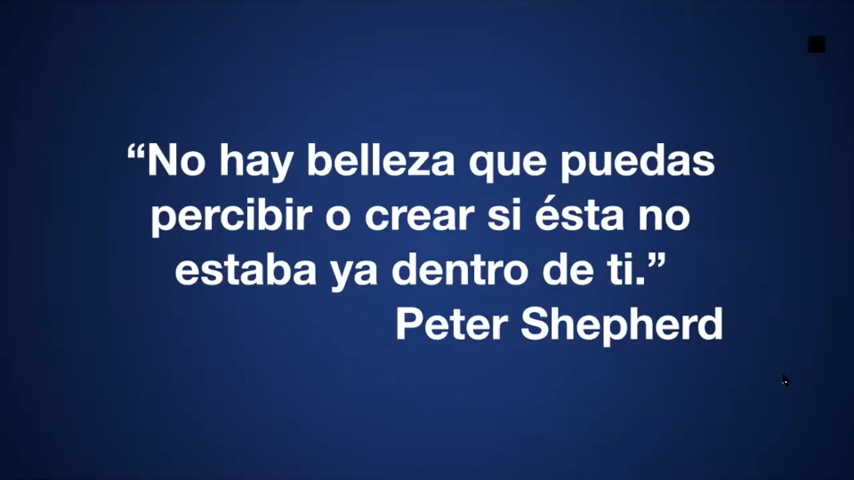 “No hay belleza que puedas
percibir o crear si ésta no
estaba ya dentro de ti.”
Peter Shepherd